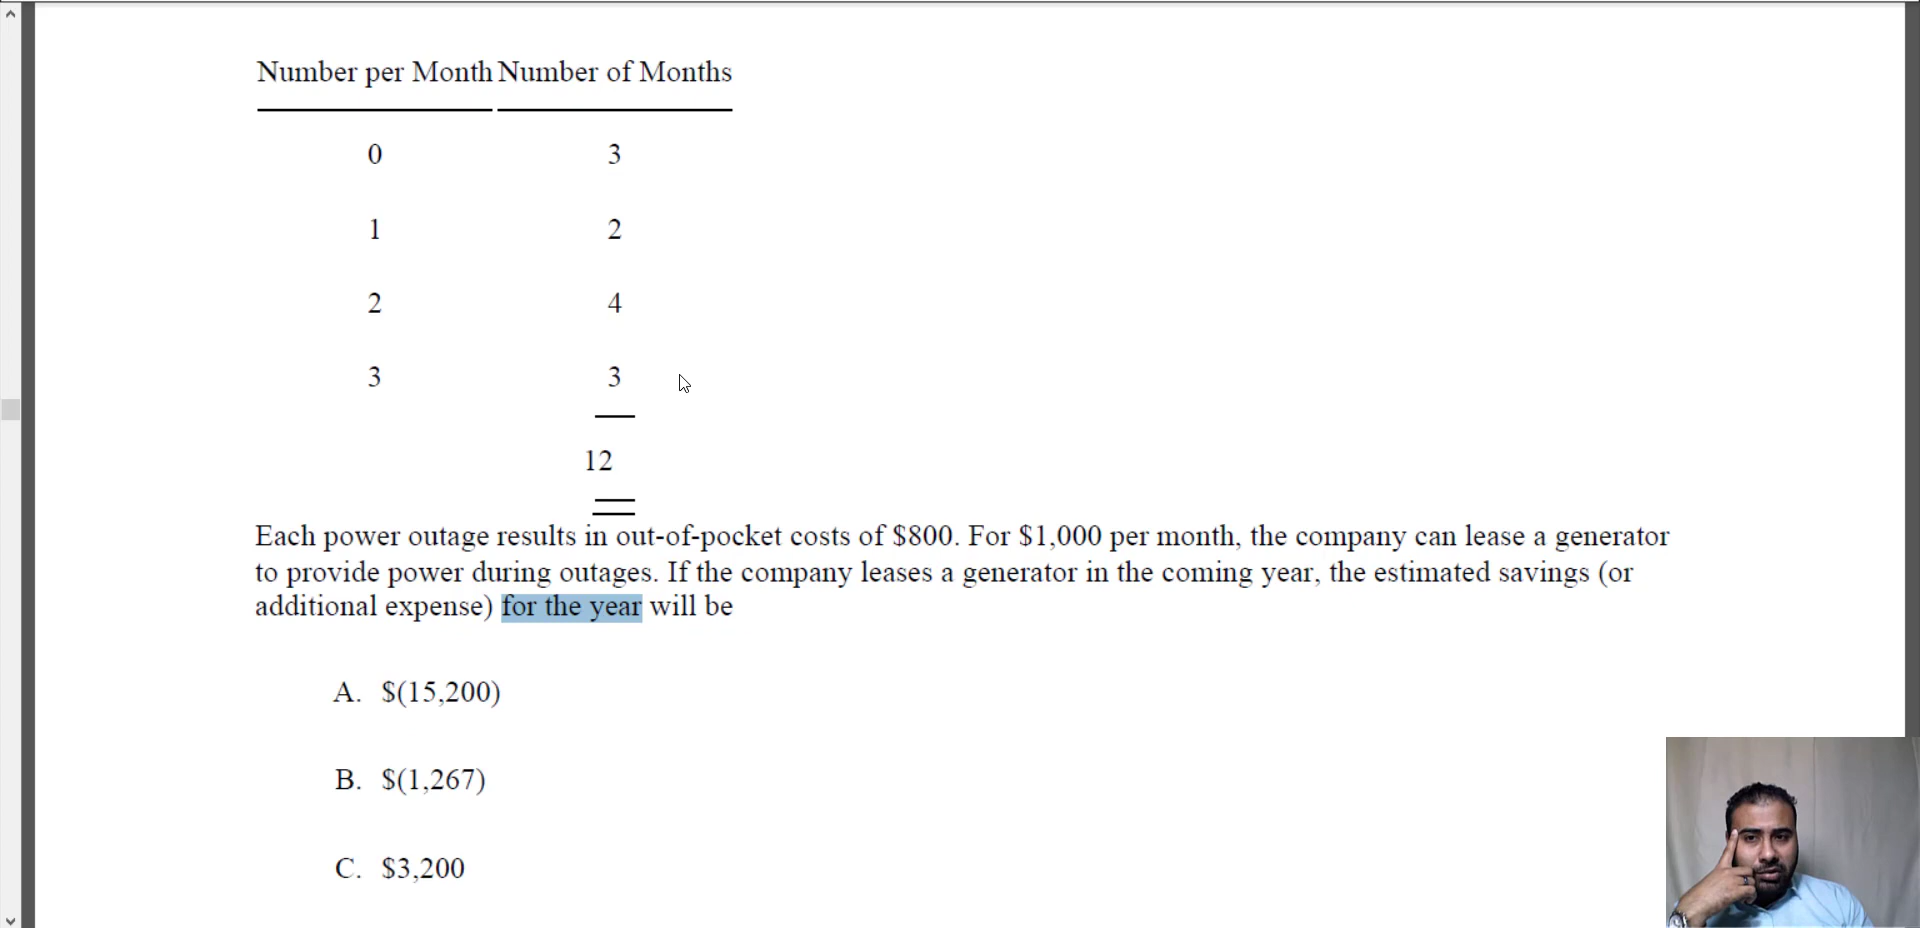 Number per Month Number of Months
0 3
1 2
2 4
3 3
12
Each power outage results in out-of-pocket costs of $800. For $1,000 per month, the company can lease a generator
to provide power during outages. If the company leases a generator in the coming year, the estimated savings (or
additional expense) for the year will be
A. $(15,200)
B. $(1,267)
C. $3,200